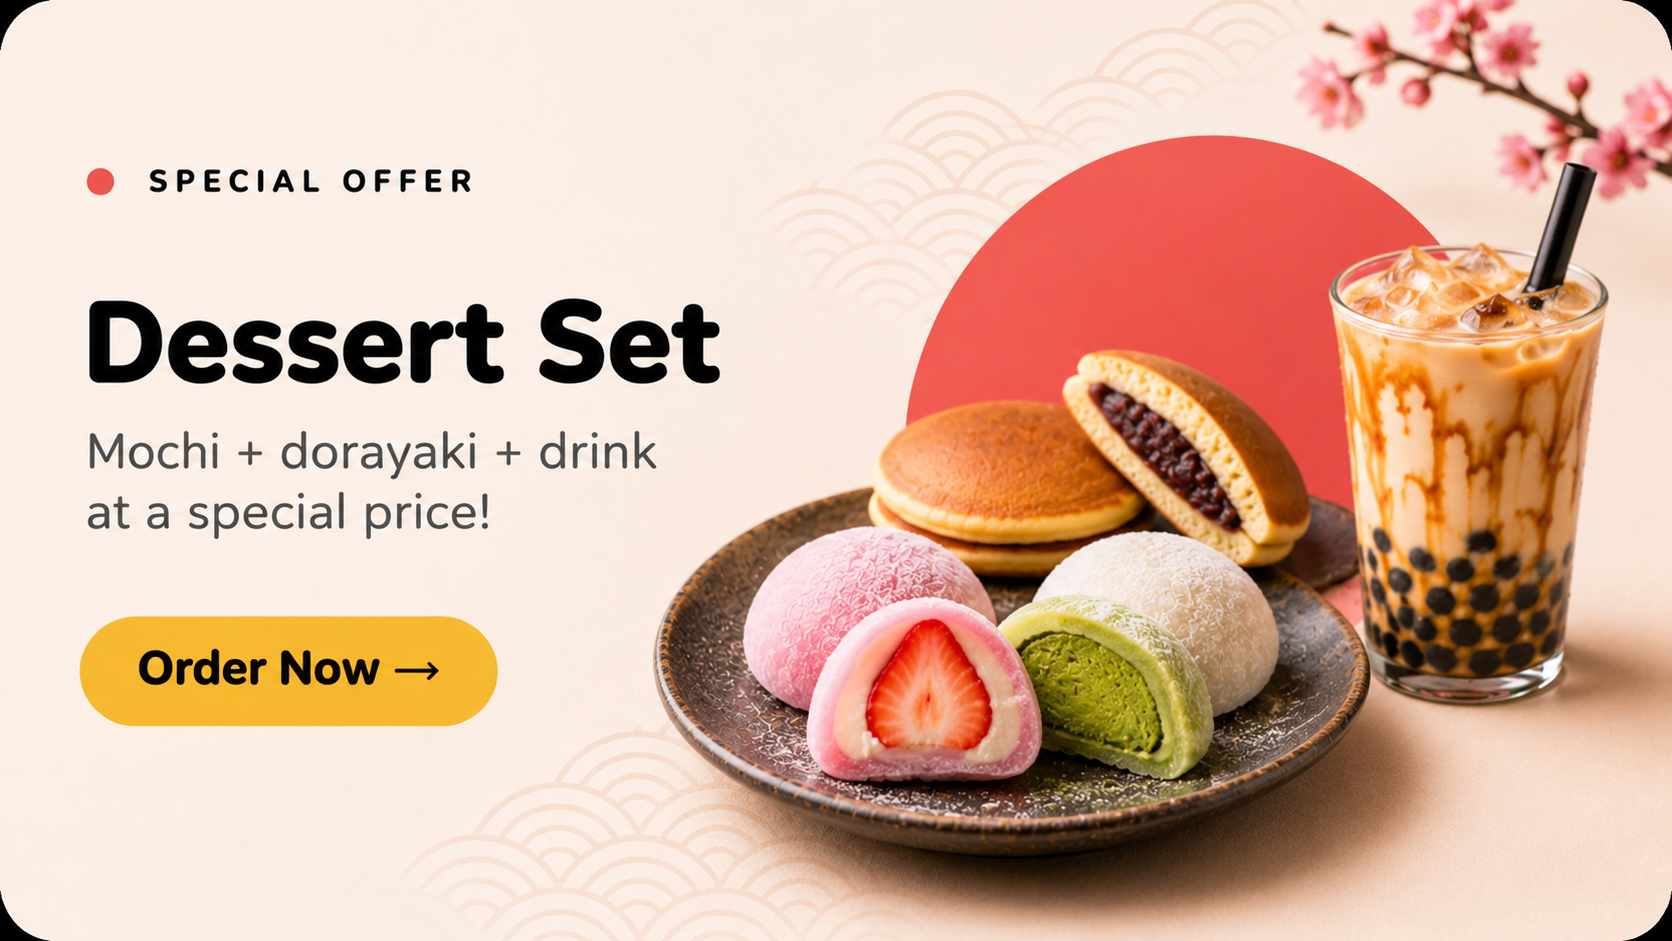 SPECIAL OFFER
Dessert Set
Mochi + dorayaki + drink
at a special price!
Order Now →